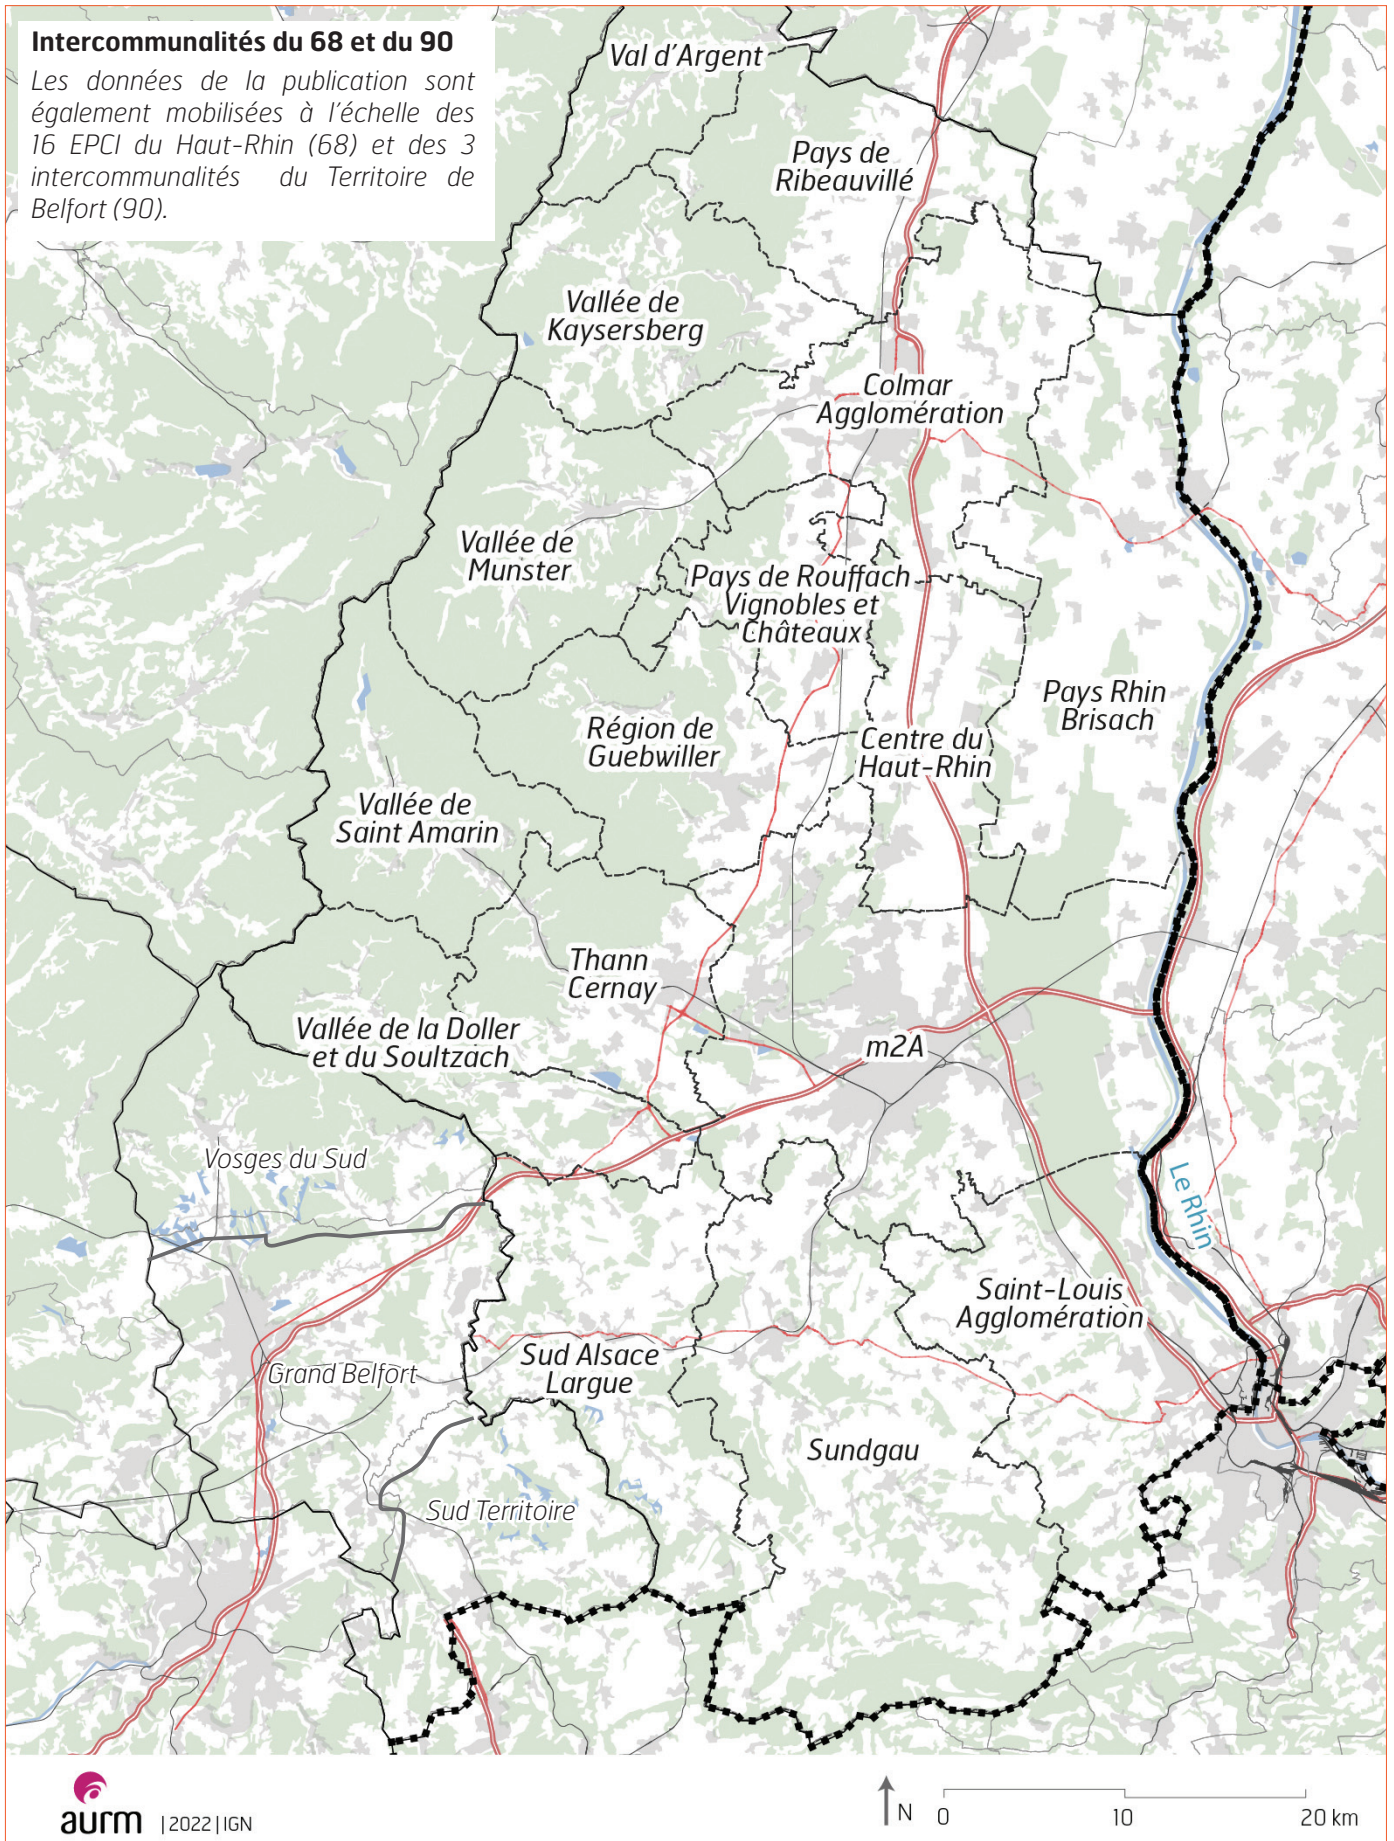 Intercommunalités du 68 et du 90
Les données de la publication sont
également mobilisées à l'échelle des
16 EPCI du Haut-Rhin (68) et des 3
intercommunalités du Territoire de
Belfort (90).
Val d'Argent
Pays de
Ribeauvillé
Vallée de
Kaysersberg
Colmar
Agglomération
Vallée de
Munster
Pays de Rouffach
Vignobles et
Châteaux
Pays Rhin
Brisach
Région de
Guebwiller
Centre du
Haut-Rhin
Vallée de
Saint Amarin
Thann
Cernay
Vallée de la Doller
et du Soultzach
m2A
Vosges du Sud
Le Rhin
Saint-Louis
Agglomération
Grand Belfort
Sud Alsace
Largue
Sundgau
Sud Territoire
aurm | 2022 | IGN
N 0 10 20 km